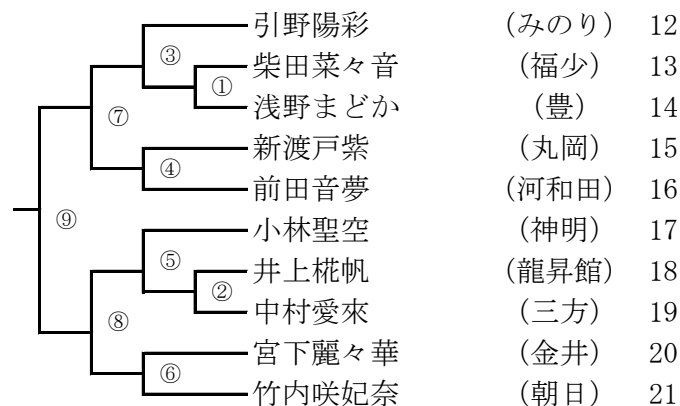 引野陽彩 （みのり） 12
③
柴田菜々音 （福少） 13
①
浅野まどか （豊） 14
⑦
新渡戸紫 （丸岡） 15
④
前田音夢 （河和田） 16
⑨
小林聖空 （神明） 17
⑤
井上椛帆 （龍昇館） 18
②
中村愛來 （三方） 19
⑧
宮下麗々華 （金井） 20
⑥
竹内咲妃奈 （朝日） 21